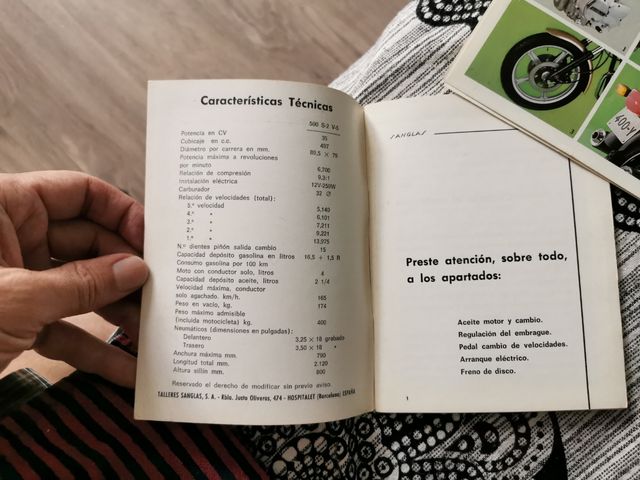 Características Técnicas
500 S-2 V-5
Potencia en CV 35
Cubicaje en c.c. 497
Diámetro por carrera en mm. 89,5 × 79
Potencia máxima a revoluciones
por minuto 6,700
Relación de compresión 9,3:1
Instalación eléctrica 12V-250W
Carburador 32 ∅
Relación de velocidades (total):
5.ª velocidad 5,140
4.ª » 6,101
3.ª » 7,211
2.ª » 9,221
1.ª » 13,975
N.º dientes piñón salida cambio 15
Capacidad depósito gasolina en litros 16,5 + 1,5 R
Consumo gasolina por 100 km
Moto con conductor solo, litros 4
Capacidad depósito aceite, litros 2 1/4
Velocidad máxima, conductor
solo agachado. km/h. 165
Peso en vacío, kg. 174
Peso máximo admisible
(incluida motocicleta) kg. 400
Neumáticos (dimensiones en pulgadas):
Delantero 3,25 × 18 grabado
Trasero 3,50 × 18 »
Anchura máxima mm. 790
Longitud total mm. 2.120
Altura sillín mm. 800
Reservado el derecho de modificar sin previo aviso.
TALLERES SANGLAS, S. A. - Rbla. Justo Oliveras, 474 - HOSPITALET (Barcelona) ESPAÑA
SANGLAS
Preste atención, sobre todo,
a los apartados:
Aceite motor y cambio.
Regulación del embrague.
Pedal cambio de velocidades.
Arranque eléctrico.
Freno de disco.
1
3
400-